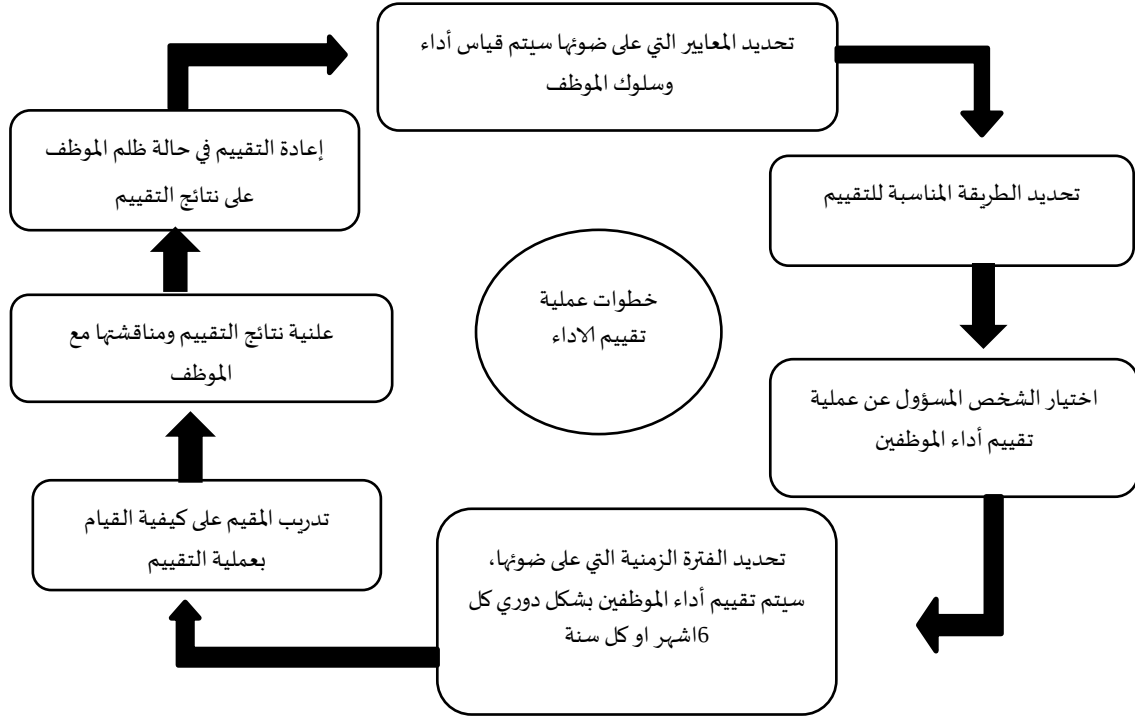 تحديد المعايير التي على ضوئها سيتم قياس أداء
وسلوك الموظف
تحديد الطريقة المناسبة للتقييم
اختيار الشخص المسؤول عن عملية
تقييم أداء الموظفين
تحديد الفترة الزمنية التي على ضوئها،
سيتم تقييم أداء الموظفين بشكل دوري كل
6اشهر او كل سنة
تدريب المقيم على كيفية القيام
بعملية التقييم
علنية نتائج التقييم ومناقشتها مع
الموظف
إعادة التقييم في حالة ظلم الموظف
على نتائج التقييم
خطوات عملية
تقييم الاداء